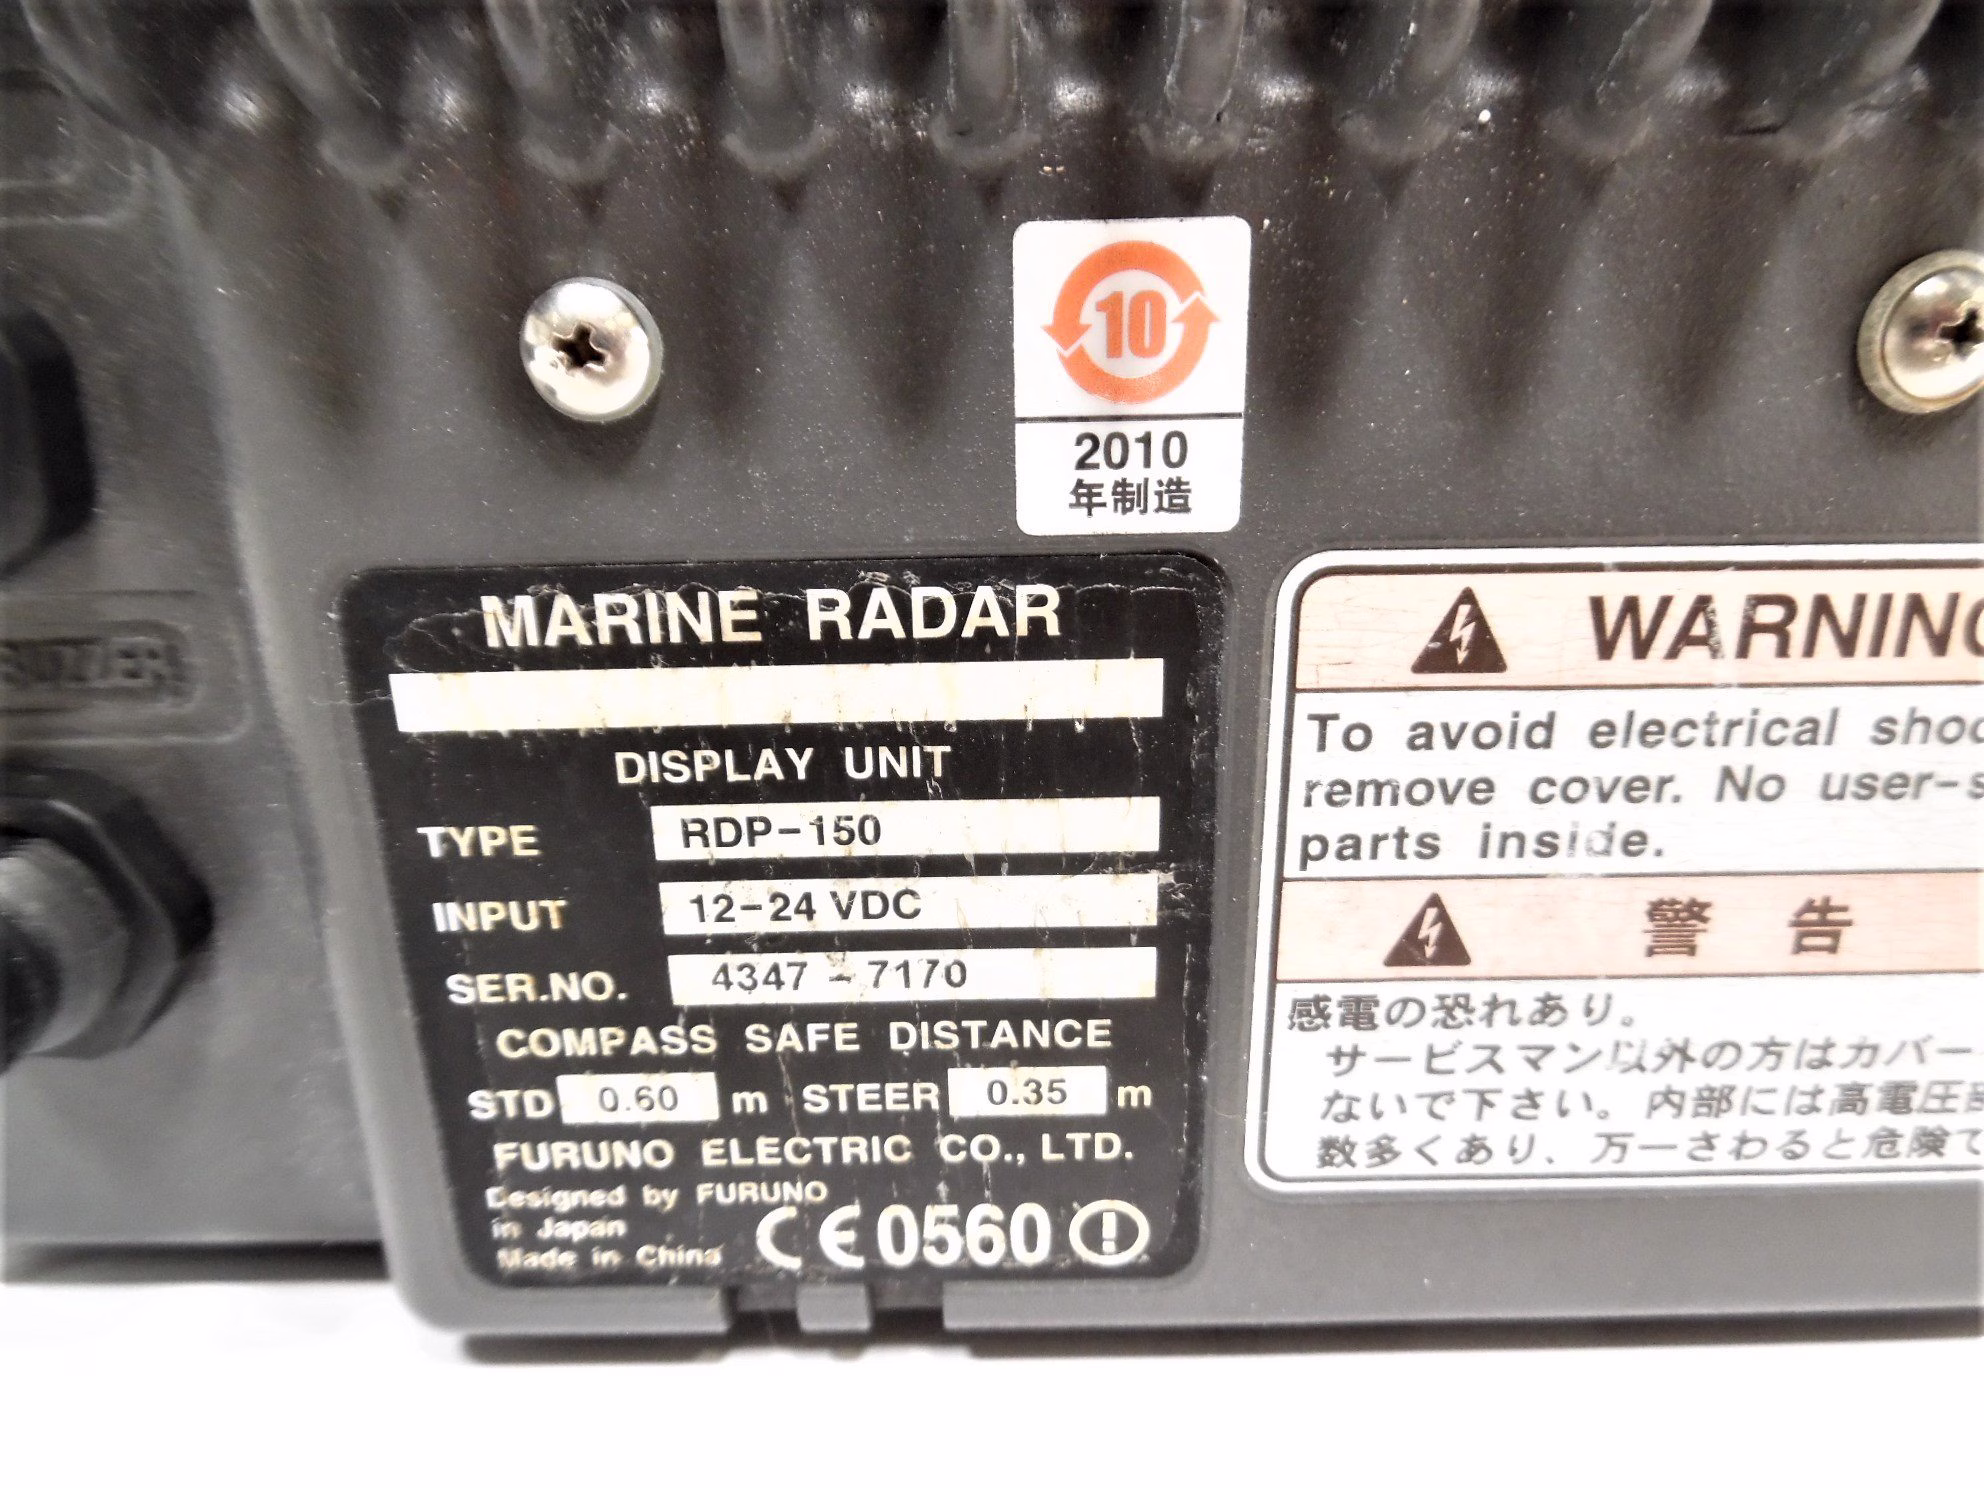 10
2010
年制造
BUZZER
MARINE RADAR
DISPLAY UNIT
TYPE RDP-150
INPUT 12-24 VDC
SER.NO. 4347-7170
COMPASS SAFE DISTANCE
STD 0.60 m STEER 0.35 m
FURUNO ELECTRIC CO., LTD.
Designed by FURUNO
in Japan
Made in China
CE0560
WARNING
To avoid electrical
remove cover. No
parts inside.
警告
感電の恐れあり。
サービスマン以外の方はカバー
ないで下さい。内部には高電圧部
数多くあり、万一さわると危険で